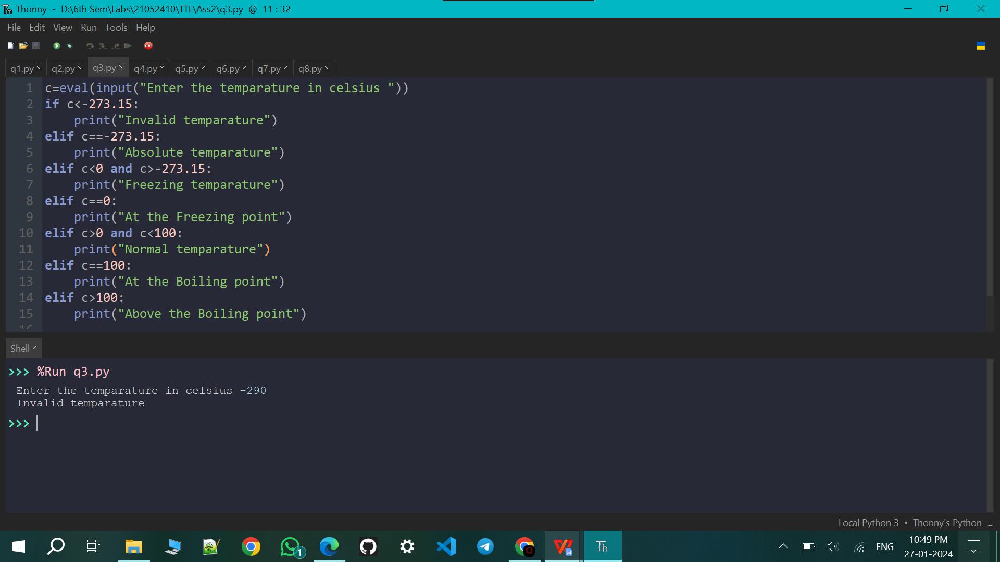 Thonny - D:\6th Sem\Labs\21052410\TTL\Ass2\q3.py @ 11 : 32
File Edit View Run Tools Help
STOP
q1.py × q2.py × q3.py × q4.py × q5.py × q6.py × q7.py × q8.py ×
1 c=eval(input("Enter the temparature in celsius "))
2 if c<-273.15:
3     print("Invalid temparature")
4 elif c==-273.15:
5     print("Absolute temparature")
6 elif c<0 and c>-273.15:
7     print("Freezing temparature")
8 elif c==0:
9     print("At the Freezing point")
10 elif c>0 and c<100:
11     print("Normal temparature")
12 elif c==100:
13     print("At the Boiling point")
14 elif c>100:
15     print("Above the Boiling point")
16
Shell ×
>>> %Run q3.py
Enter the temparature in celsius -290
Invalid temparature
>>>
Local Python 3 • Thonny's Python ≡
1
Th
ENG
10:49 PM
27-01-2024